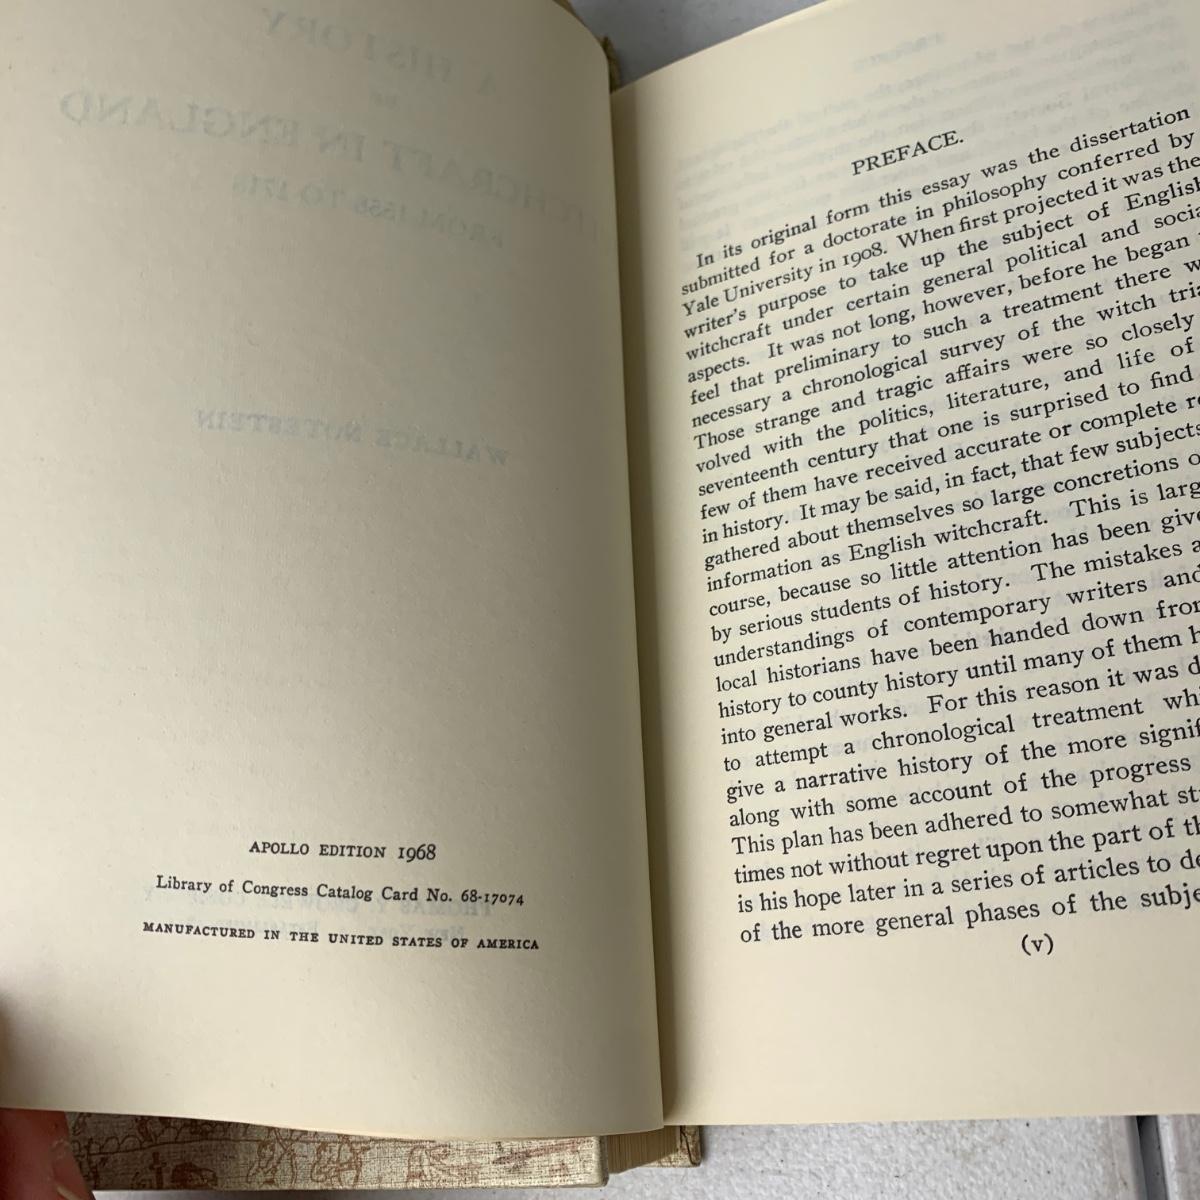 APOLLO EDITION 1968
Library of Congress Catalog Card No. 68-17074
MANUFACTURED IN THE UNITED STATES OF AMERICA
PREFACE.
In its original form this essay was the dissertation
submitted for a doctorate in philosophy conferred by
Yale University in 1908. When first projected it was the
writer's purpose to take up the subject of English
witchcraft under certain general political and
aspects. It was not long, however, before he began
feel that preliminary to such a treatment there
necessary a chronological survey of the witch
Those strange and tragic affairs were so closely
volved with the politics, literature, and life of
seventeenth century that one is surprised to find
few of them have received accurate or complete
in history. It may be said, in fact, that few subjects
gathered about themselves so large concretions
information as English witchcraft. This is
course, because so little attention has been
by serious students of history. The mistakes
understandings of contemporary writers and
local historians have been handed down
history to county history until many of them
into general works. For this reason it was
to attempt a chronological treatment
give a narrative history of the more
along with some account of the progress
This plan has been adhered to somewhat
times not without regret upon the part of
is his hope later in a series of articles to
of the more general phases of the
(v)
A HISTORY
OF
WITCHCRAFT IN ENGLAND
FROM 1558 TO 1718
WALLACE NOTESTEIN